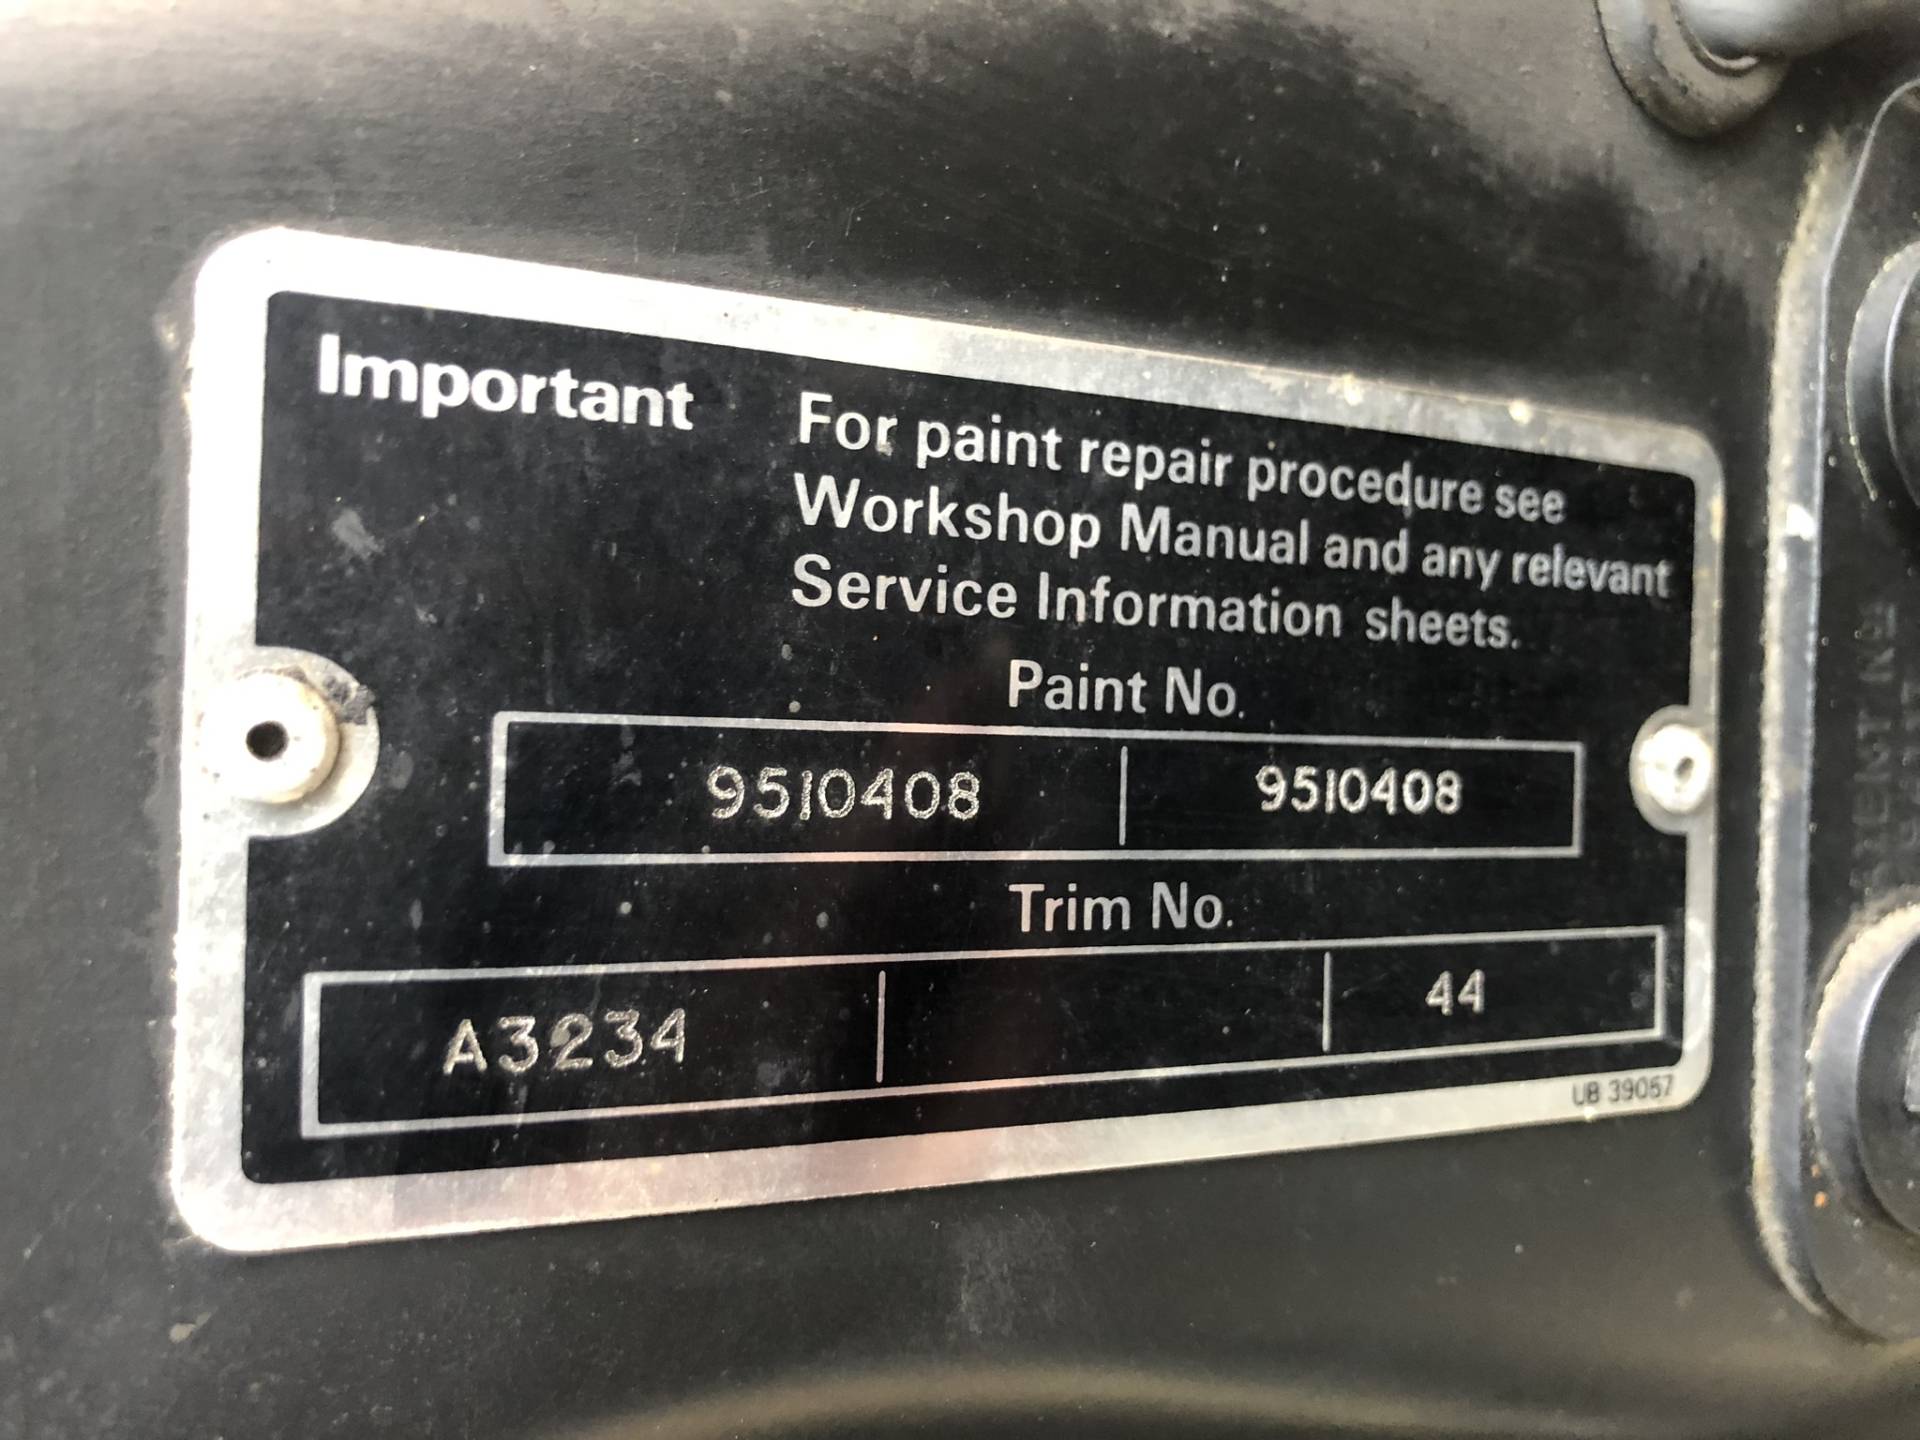 Important
For paint repair procedure see
Workshop Manual and any relevant
Service Information sheets.
Paint No.
9510408 9510408
Trim No.
A3234 44
UB 39067